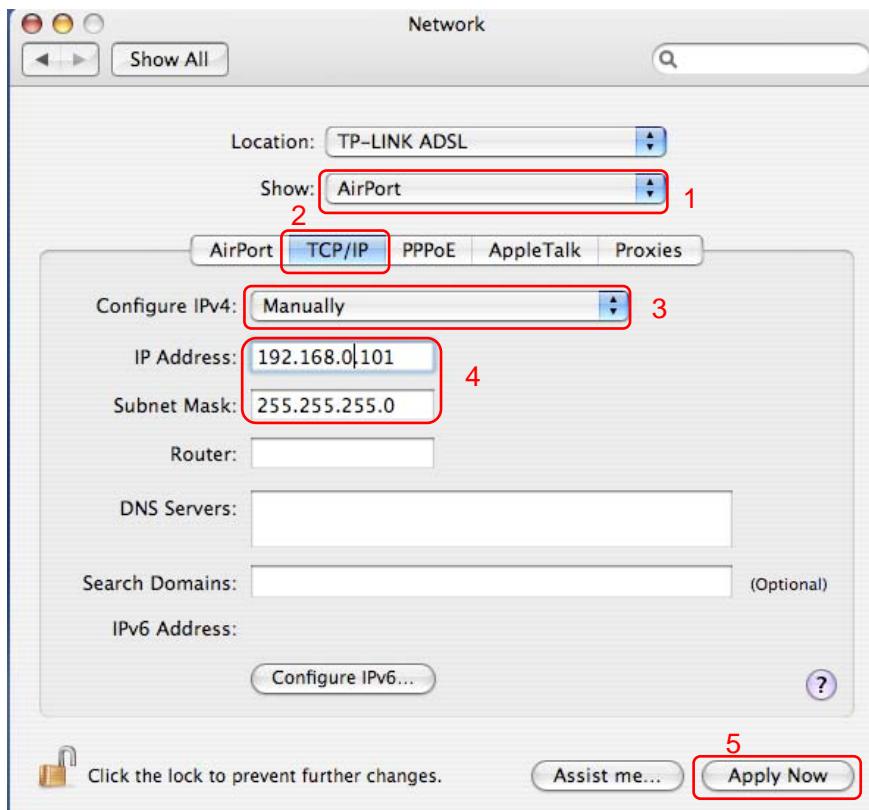 Network
Show All
Location: TP-LINK ADSL
Show: AirPort 1
2
AirPort TCP/IP PPPoE AppleTalk Proxies
Configure IPv4: Manually 3
IP Address: 192.168.0.101
4
Subnet Mask: 255.255.255.0
Router:
DNS Servers:
Search Domains: (Optional)
IPv6 Address:
Configure IPv6... ?
5
Click the lock to prevent further changes. Assist me... Apply Now